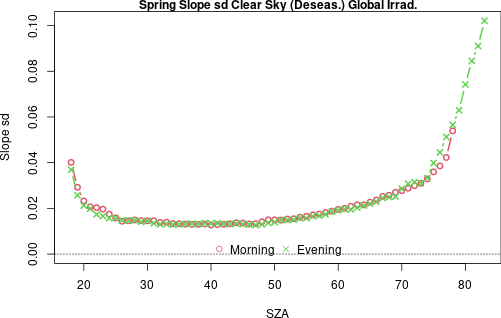 Spring Slope sd Clear Sky (Deseas.) Global Irrad.
Slope sd
0.10
0.08
0.06
0.04
0.02
0.00
Morning Evening
20 30 40 50 60 70 80
SZA